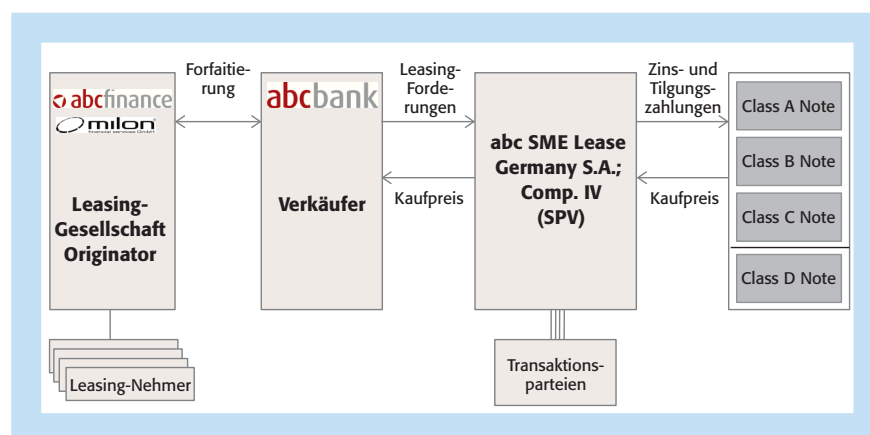 Forfaitie-
rung
Leasing-
Forde-
rungen
Zins- und
Tilgungs-
zahlungen
abcfinance
milon
financial services GmbH
Leasing-
Gesellschaft
Originator
abcbank
Verkäufer
Kaufpreis
abc SME Lease
Germany S.A.;
Comp. IV
(SPV)
Kaufpreis
Class A Note
Class B Note
Class C Note
Class D Note
Leasing-Nehmer
Transaktions-
parteien